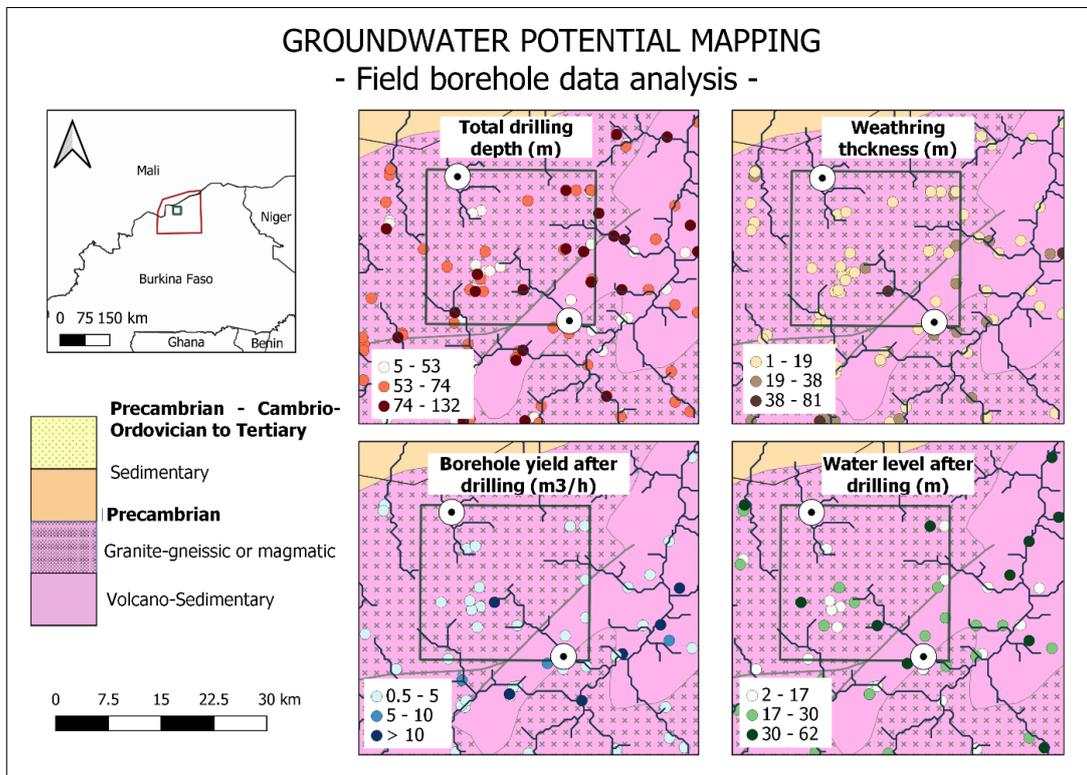 GROUNDWATER POTENTIAL MAPPING
- Field borehole data analysis -
Mali
Niger
Burkina Faso
0 75 150 km
Ghana
Benin
Total drilling
depth (m)
5 - 53
53 - 74
74 - 132
Weathring
thckness (m)
1 - 19
19 - 38
38 - 81
Precambrian - Cambrio-
Ordovician to Tertiary
Sedimentary
Precambrian
Granite-gneissic or magmatic
Volcano-Sedimentary
0 7.5 15 22.5 30 km
Borehole yield after
drilling (m3/h)
0.5 - 5
5 - 10
> 10
Water level after
drilling (m)
2 - 17
17 - 30
30 - 62